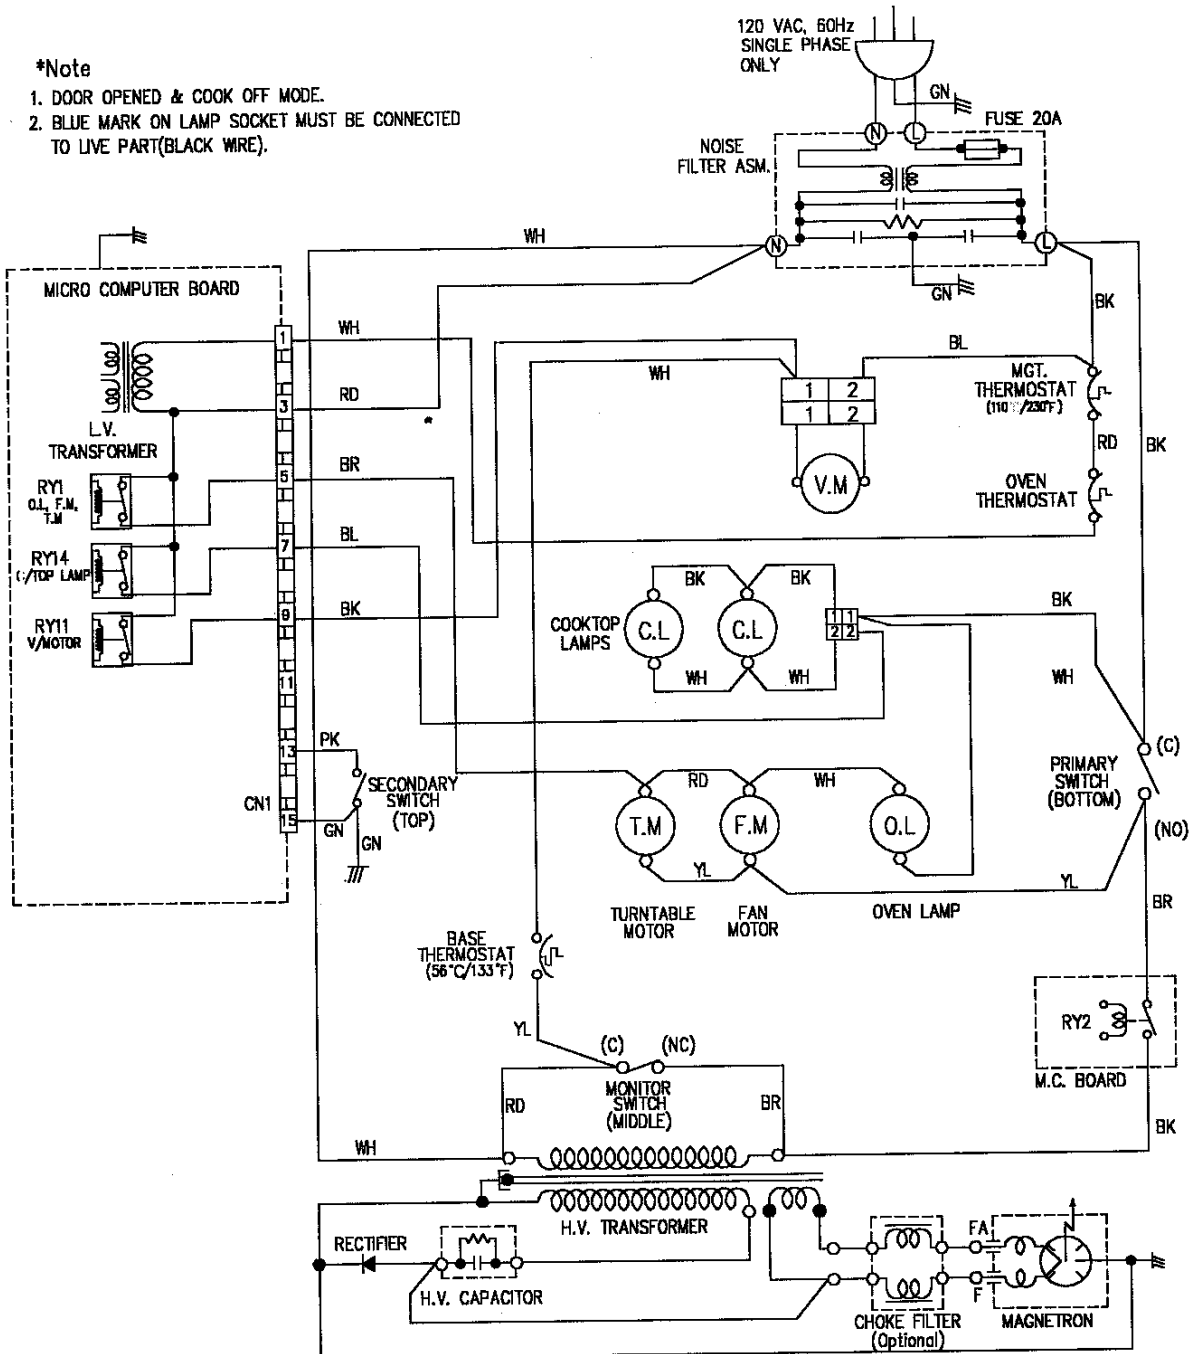 120 VAC, 60Hz
SINGLE PHASE
ONLY
*Note
1. DOOR OPENED & COOK OFF MODE.
2. BLUE MARK ON LAMP SOCKET MUST BE CONNECTED
TO LIVE PART(BLACK WIRE).
GN
FUSE 20A
N
L
NOISE
FILTER ASM.
WH
N
L
GN
MICRO COMPUTER BOARD
BK
1
WH
BL
WH
MGT.
THERMOSTAT
1
2
1
2
3
RD
*
L.V.
TRANSFORMER
RD
BK
RY1
O.L, F.M,
T.M
5
BR
V.M
OVEN
THERMOSTAT
RY14
/TOP LAMP
7
BL
BK
BK
RY11
V/MOTOR
9
BK
COOKTOP
LAMPS
C.L
C.L
1
1
2
2
BK
11
WH
WH
WH
13
PK
SECONDARY
SWITCH
(TOP)
CN1
15
GN
GN
RD
WH
PRIMARY
SWITCH
(BOTTOM)
(C)
(NO)
T.M
F.M
O.L
YL
YL
TURNTABLE
MOTOR
FAN
MOTOR
OVEN LAMP
BR
BASE
THERMOSTAT
(56°C/133°F)
YL
(C)
(NC)
RY2
M.C. BOARD
MONITOR
SWITCH
(MIDDLE)
RD
BR
BK
WH
H.V. TRANSFORMER
RECTIFIER
H.V. CAPACITOR
FA
F
CHOKE FILTER
(Optional)
MAGNETRON